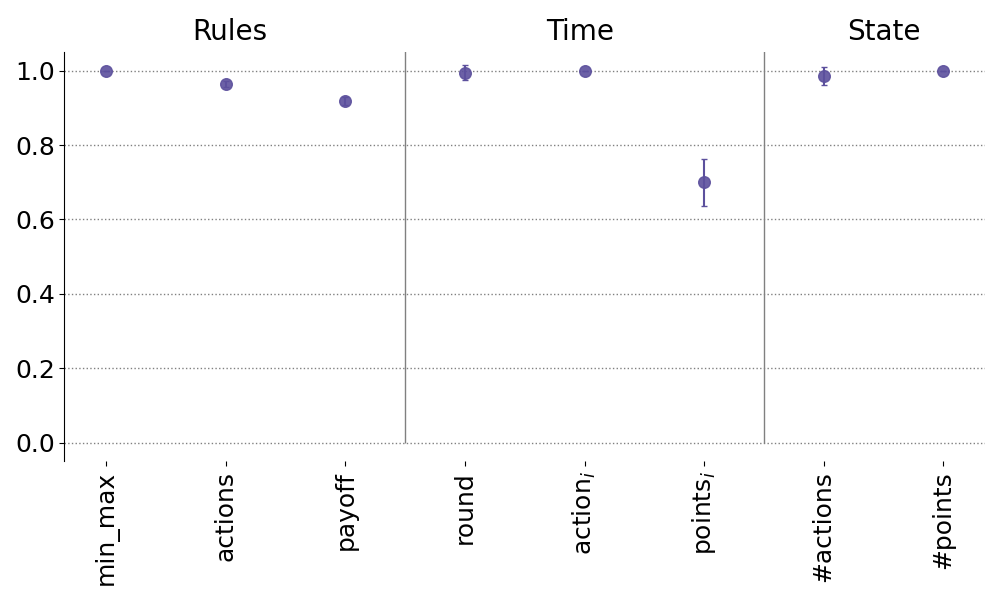 Rules Time State
1.0
0.8
0.6
0.4
0.2
0.0
min_max
actions
payoff
round
action_i
points_i
#actions
#points